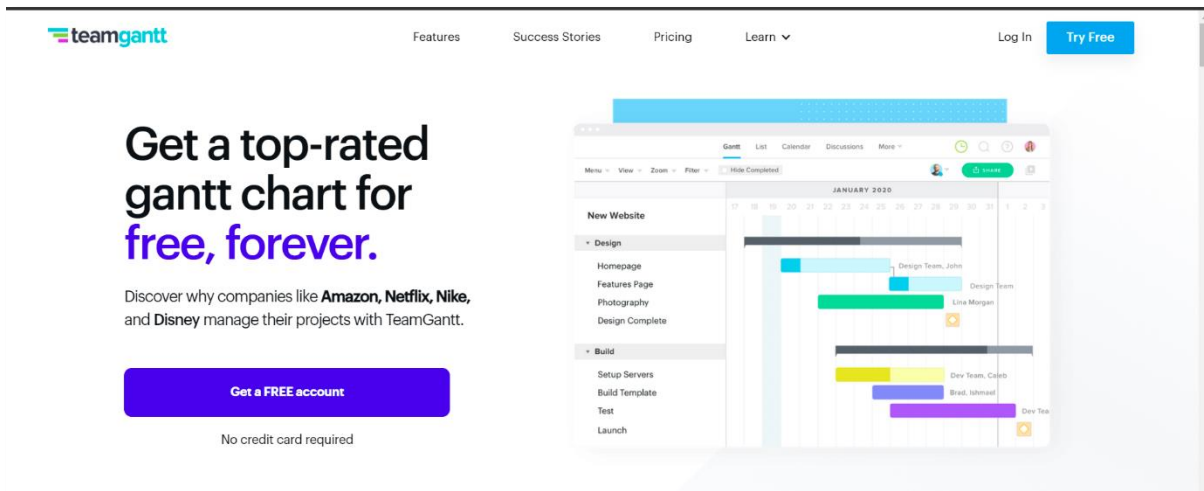 teamgantt
Features Success Stories Pricing Learn
Log In Try Free
Get a top-rated
gantt chart for
free, forever.
Discover why companies like Amazon, Netflix, Nike,
and Disney manage their projects with TeamGantt.
Get a FREE account
No credit card required
Gantt List Calendar Discussions More
Menu View Zoom Filter Hide Completed SHARE
JANUARY 2020
17 18 19 20 21 22 23 24 25 26 27 28 29 30 31 1 2 3
New Website
Design
Homepage Design Team, John
Features Page Design Team
Photography Line Morgan
Design Complete
Build
Setup Servers Dev Team, Caleb
Build Template Brad, Ishmael
Test Dev Tea
Launch